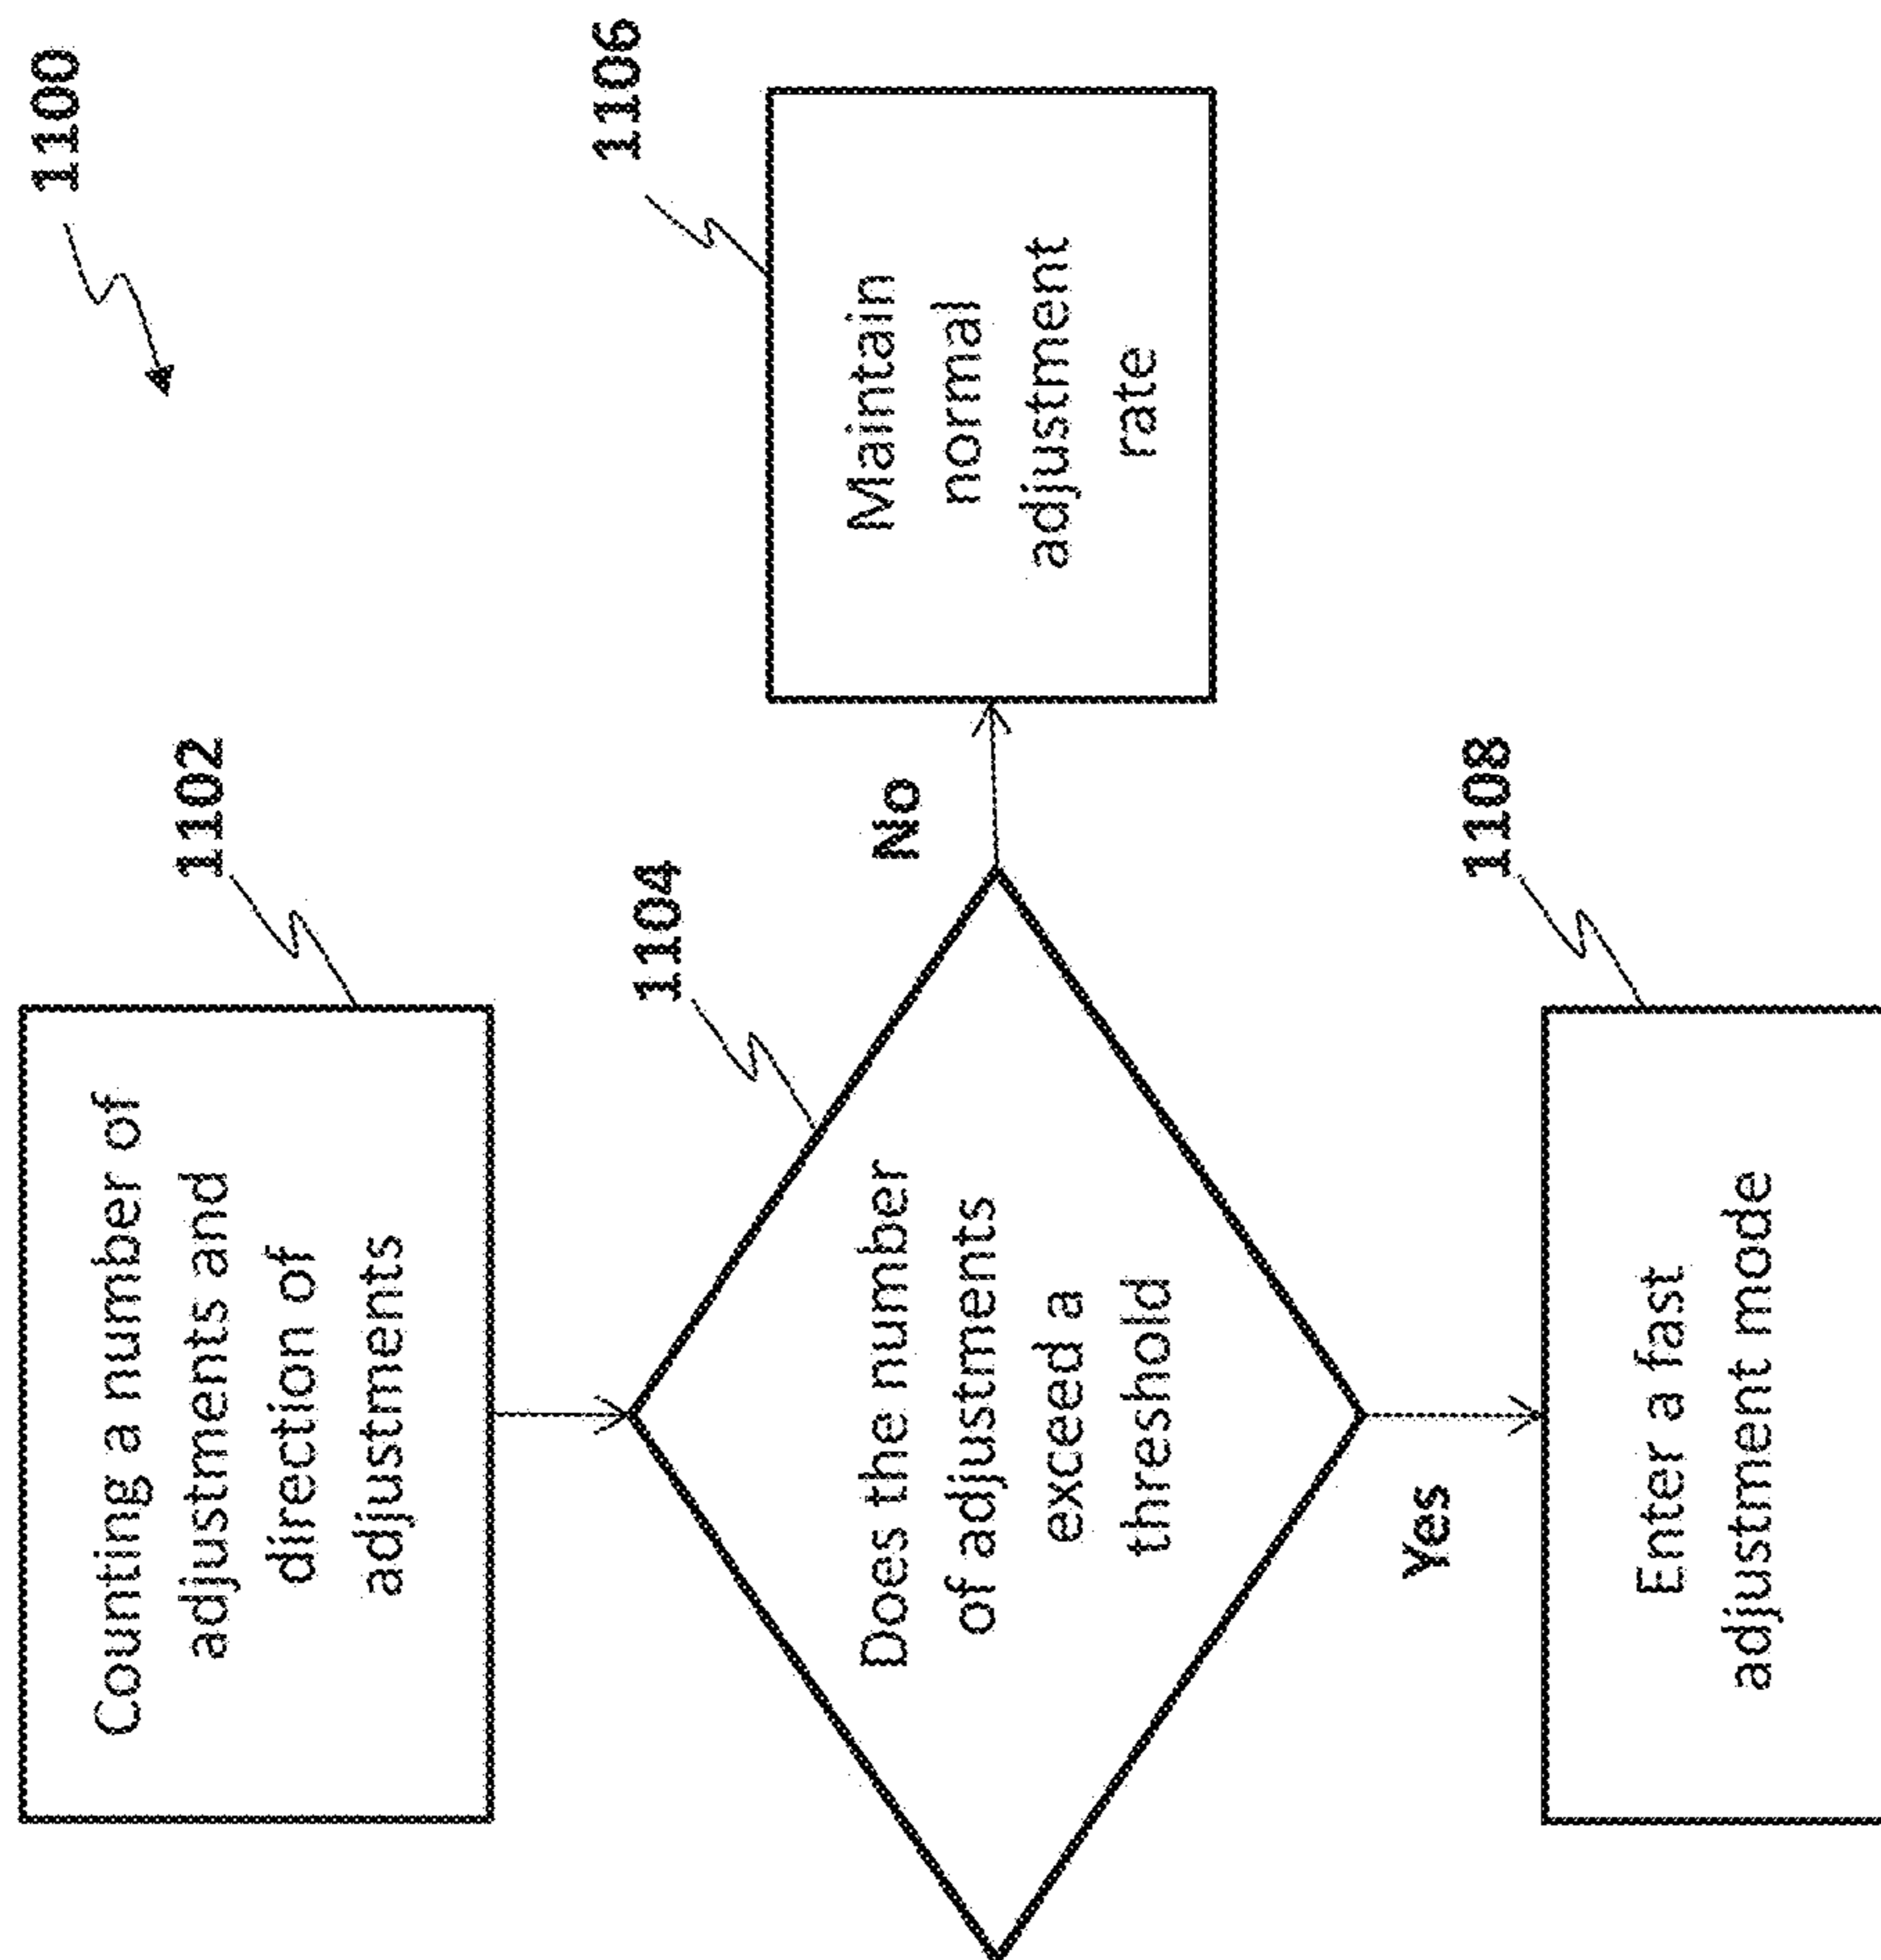 1100
1102
Counting a number of
adjustments and
direction of
adjustments
1104
Does the number
of adjustments
exceed a
threshold
No
1106
Maintain
normal
adjustment
rate
Yes
1108
Enter a fast
adjustment mode